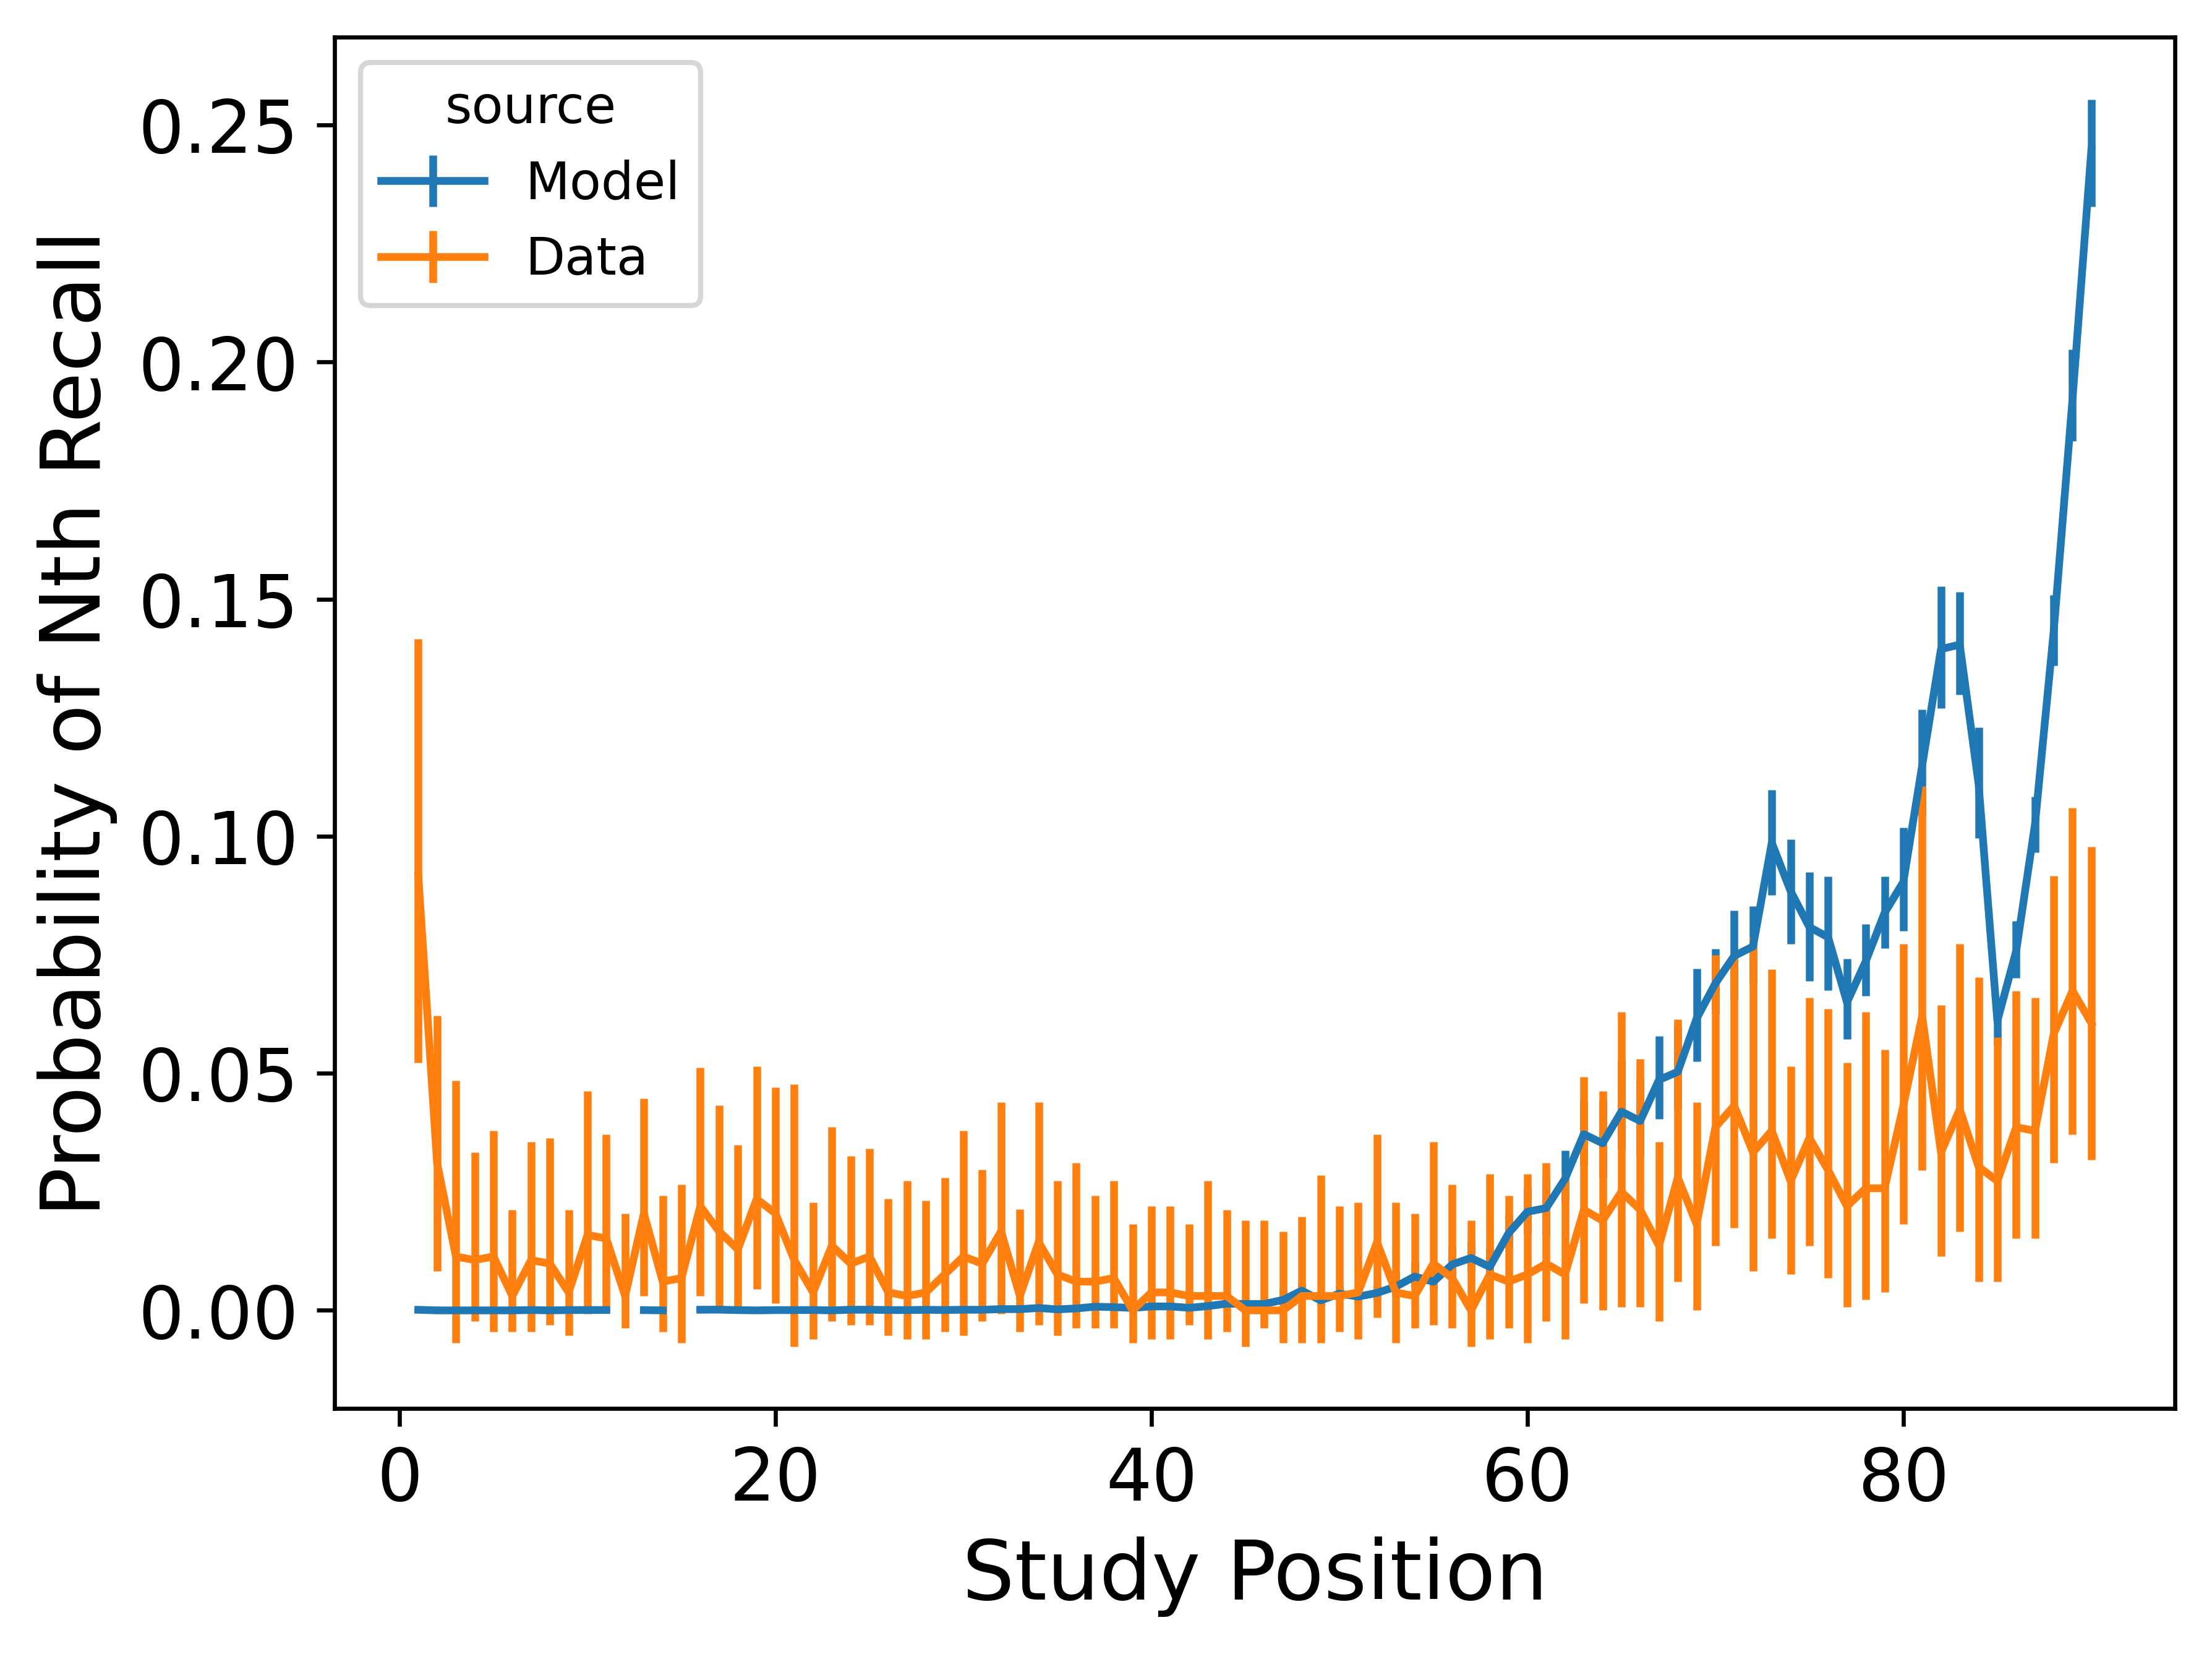 source
Model
Data
Probability of Nth Recall
0.25
0.20
0.15
0.10
0.05
0.00
0 20 40 60 80
Study Position